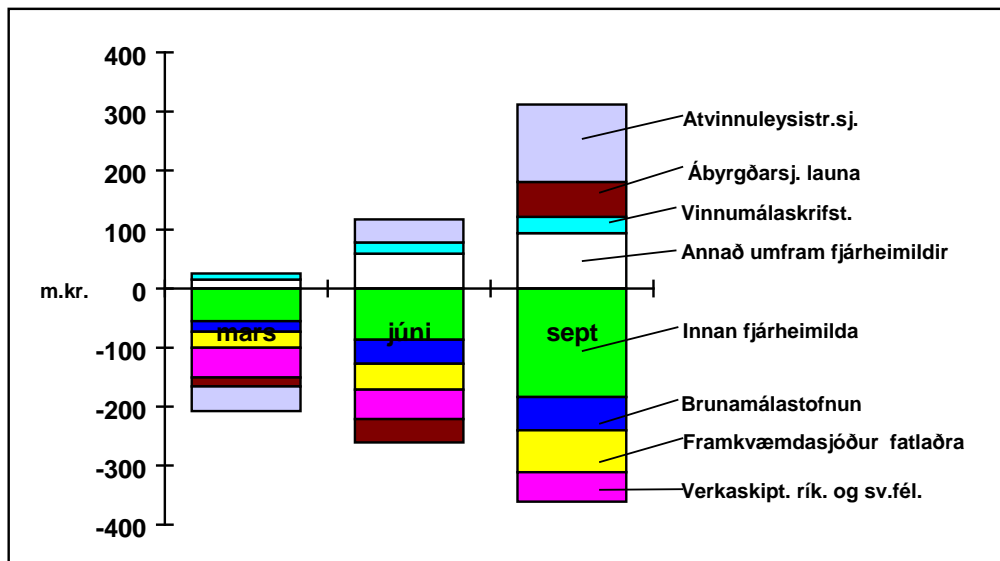 400
300
200
100
m.kr. 0
-100
-200
-300
-400
mars júní sept
Atvinnuleysistr.sj.
Ábyrgðarsj. launa
Vinnumálaskrifst.
Annað umfram fjárheimildir
Innan fjárheimilda
Brunamálastofnun
Framkvæmdasjóður fatlaðra
Verkaskipt. rík. og sv.fél.